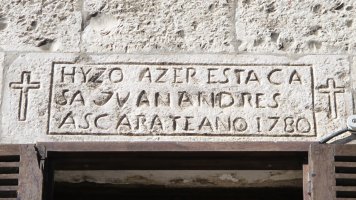 HYZO AZER ESTA CA
SA JVAN ANDRES
ASCARATE ANO 1780